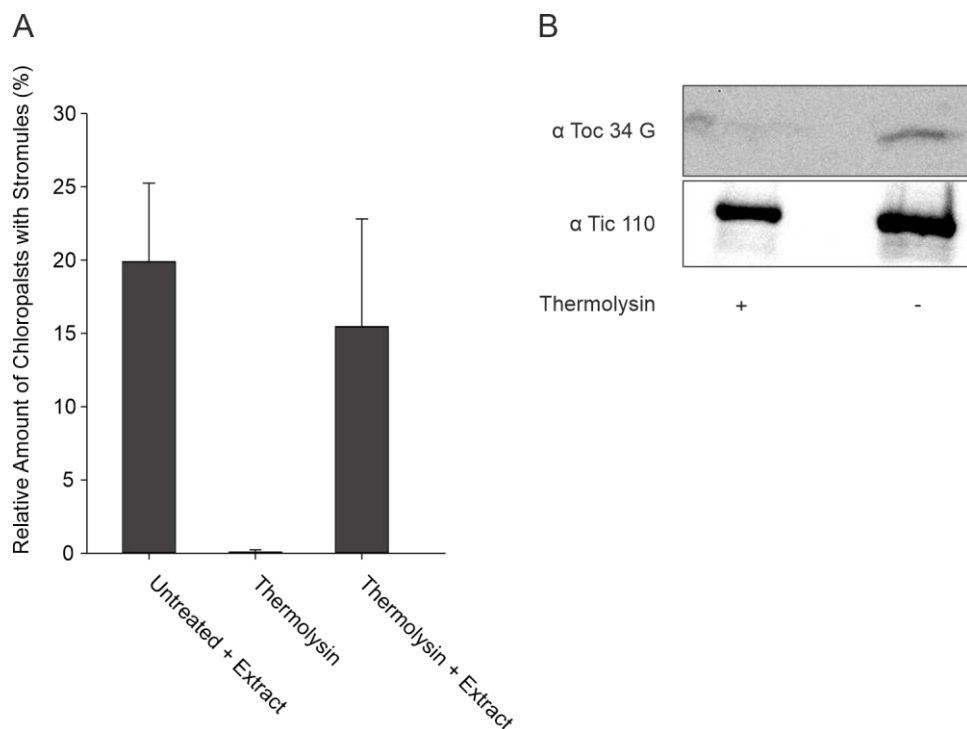 A
B
Relative Amount of Chloropalsts with Stromules (%)
30
25
20
15
10
5
0
Untreated + Extract
Thermolysin
Thermolysin + Extract
α Toc 34 G
α Tic 110
Thermolysin + -